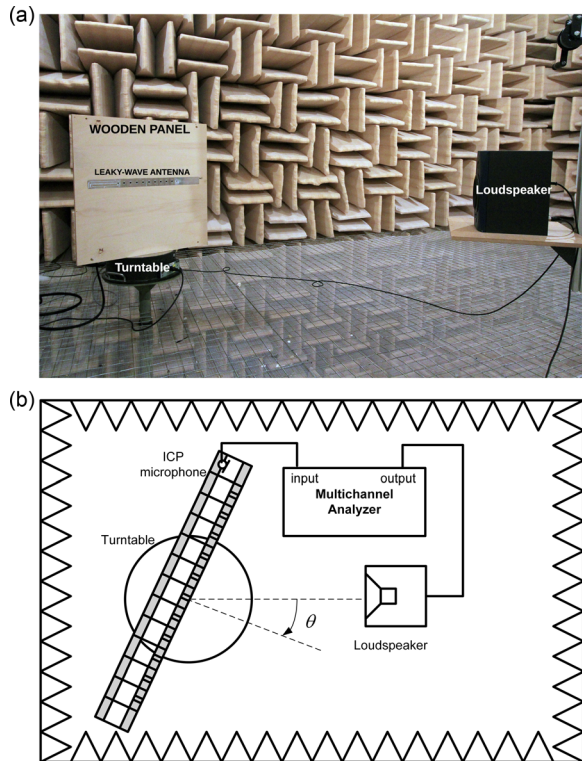 (a)
WOODEN PANEL
LEAKY-WAVE ANTENNA
Loudspeaker
Turntable
(b)
ICP
microphone
input output
Multichannel
Analyzer
Turntable
θ
Loudspeaker